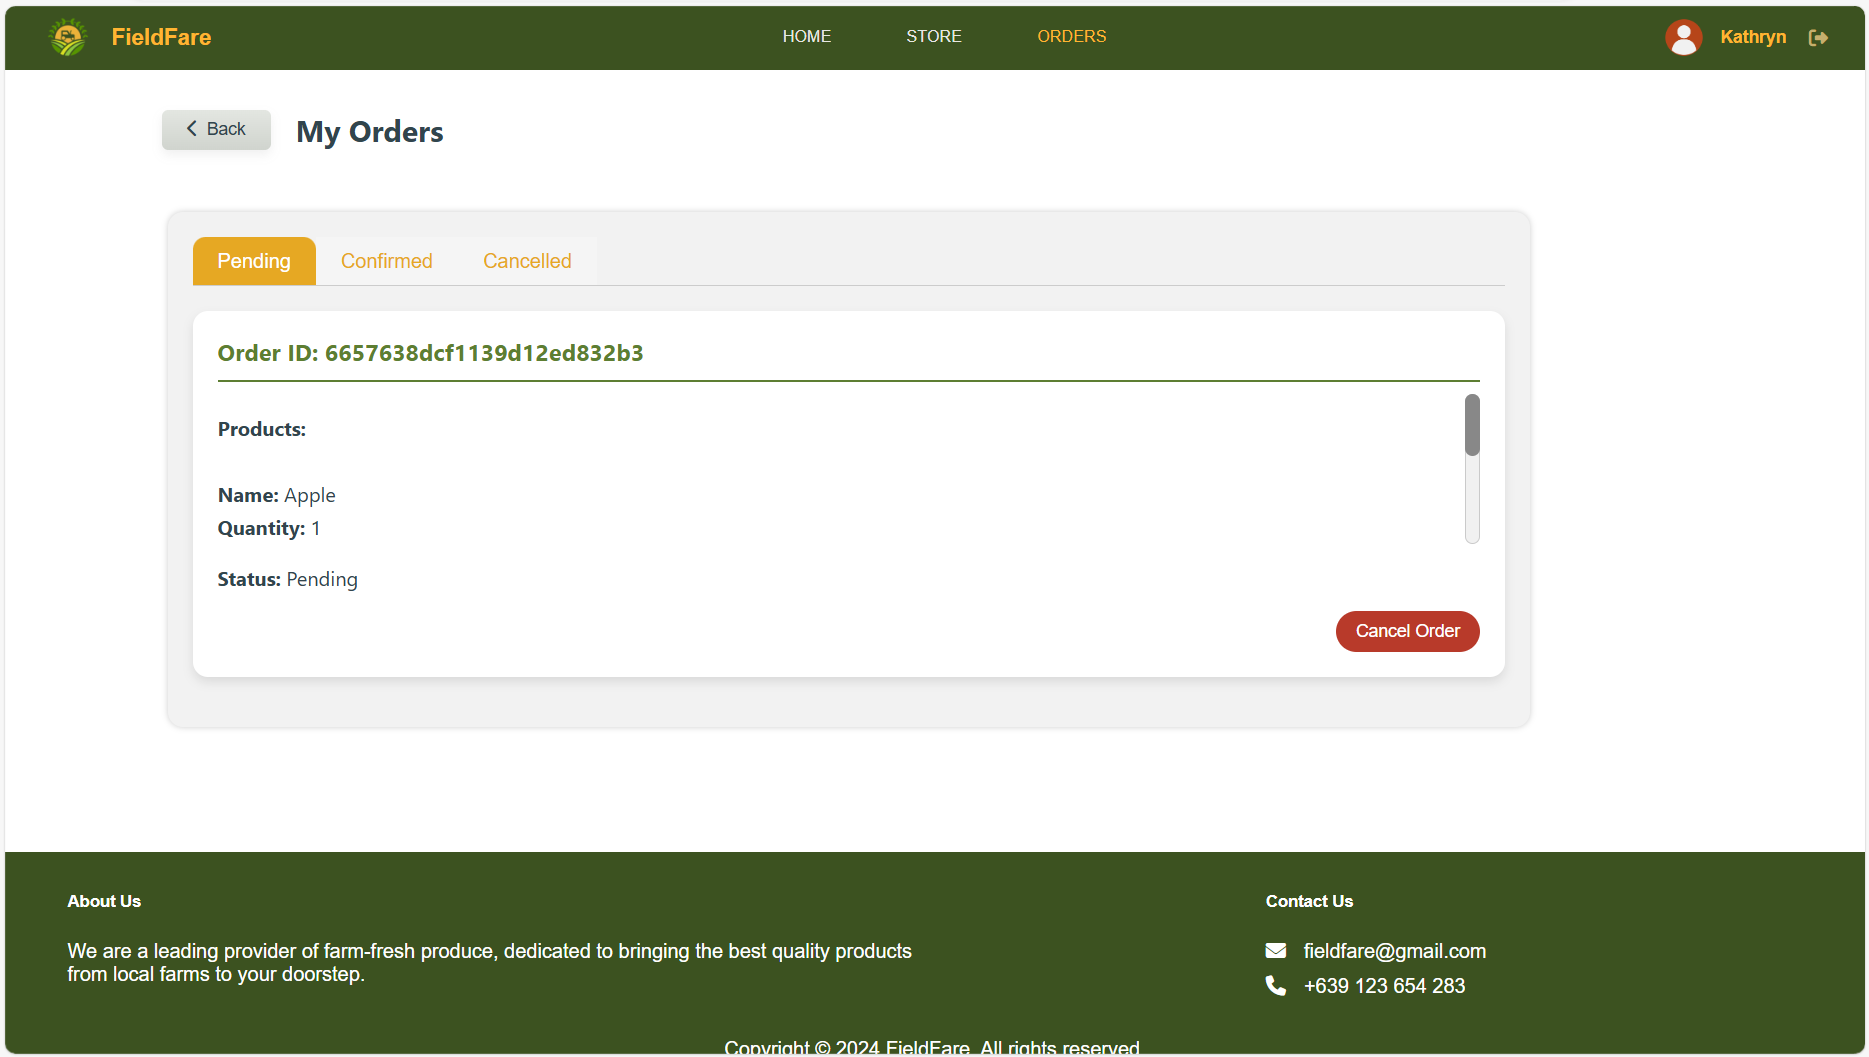 FieldFare
HOME STORE ORDERS
Kathryn
Back
My Orders
Pending Confirmed Cancelled
Order ID: 6657638dcf1139d12ed832b3
Products:
Name: Apple
Quantity: 1
Status: Pending
Cancel Order
About Us
We are a leading provider of farm-fresh produce, dedicated to bringing the best quality products
from local farms to your doorstep.
Contact Us
fieldfare@gmail.com
+639 123 654 283
Copyright © 2024 FieldFare. All rights reserved